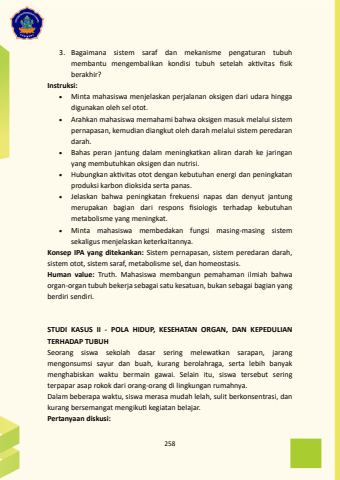 3. Bagaimana sistem saraf dan mekanisme pengaturan tubuh
membantu mengembalikan kondisi tubuh setelah aktivitas fisik
berakhir?
Instruksi:
• Minta mahasiswa menjelaskan perjalanan oksigen dari udara hingga
digunakan oleh sel otot.
• Arahkan mahasiswa memahami bahwa oksigen masuk melalui sistem
pernapasan, kemudian diangkut oleh darah melalui sistem peredaran
darah.
• Bahas peran jantung dalam meningkatkan aliran darah ke jaringan
yang membutuhkan oksigen dan nutrisi.
• Hubungkan aktivitas otot dengan kebutuhan energi dan peningkatan
produksi karbon dioksida serta panas.
• Jelaskan bahwa peningkatan frekuensi napas dan denyut jantung
merupakan bagian dari respons fisiologis terhadap kebutuhan
metabolisme yang meningkat.
• Minta mahasiswa membedakan fungsi masing-masing sistem
sekaligus menjelaskan keterkaitannya.
Konsep IPA yang ditekankan: Sistem pernapasan, sistem peredaran darah,
sistem otot, sistem saraf, metabolisme sel, dan homeostasis.
Human value: Truth. Mahasiswa membangun pemahaman ilmiah bahwa
organ-organ tubuh bekerja sebagai satu kesatuan, bukan sebagai bagian yang
berdiri sendiri.
STUDI KASUS II - POLA HIDUP, KESEHATAN ORGAN, DAN KEPEDULIAN
TERHADAP TUBUH
Seorang siswa sekolah dasar sering melewatkan sarapan, jarang
mengonsumsi sayur dan buah, kurang berolahraga, serta lebih banyak
menghabiskan waktu bermain gawai. Selain itu, siswa tersebut sering
terpapar asap rokok dari orang-orang di lingkungan rumahnya.
Dalam beberapa waktu, siswa merasa mudah lelah, sulit berkonsentrasi, dan
kurang bersemangat mengikuti kegiatan belajar.
Pertanyaan diskusi:
258